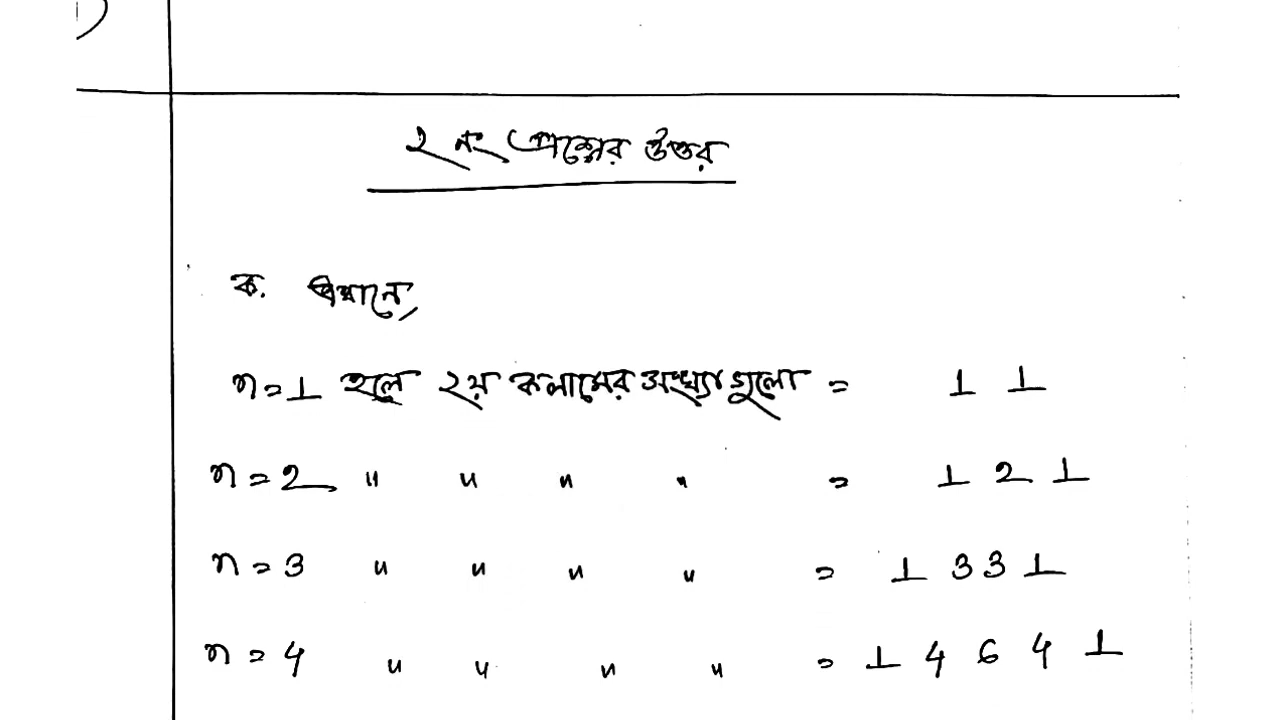 ২ নং প্রশ্নের উত্তর
ক. এখানে,
n=1 হলে ২য় কলামের সংখ্যা গুলো = 1 1
n=2 " " " " = 1 2 1
n=3 " " " " = 1 3 3 1
n=4 " " " " = 1 4 6 4 1